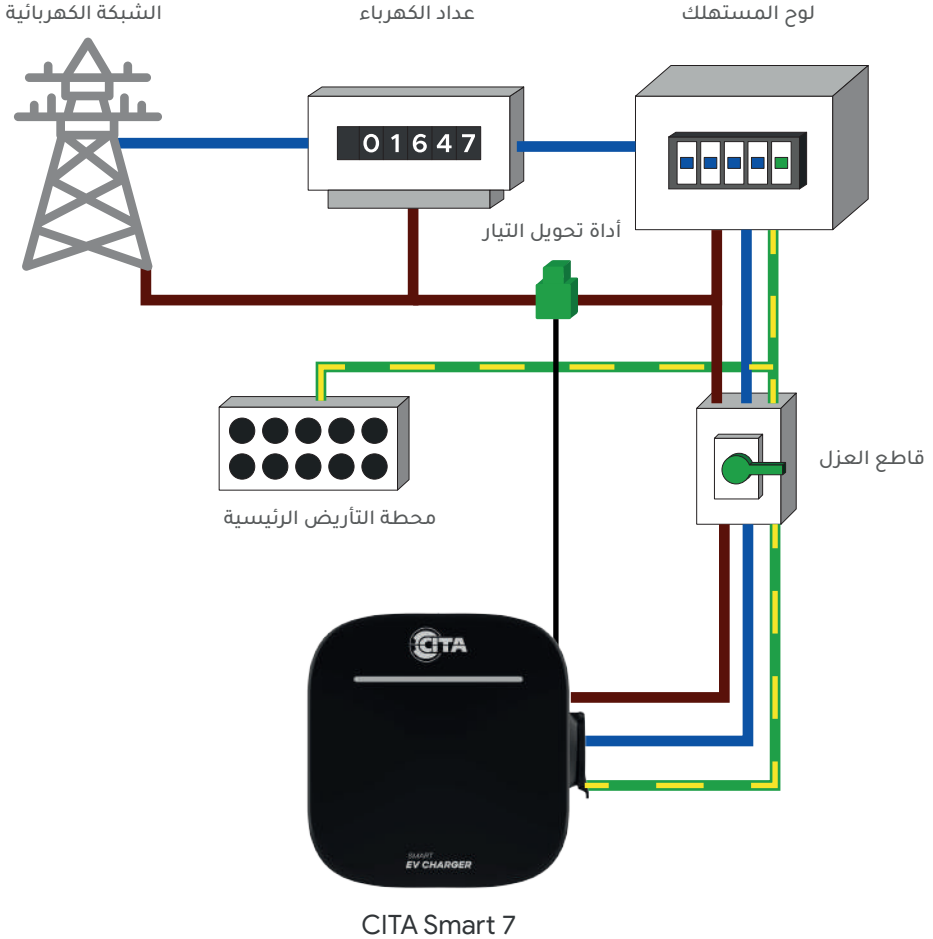 لوح المستهلك
عداد الكهرباء
الشبكة الكهربائية
01647
أداة تحويل التيار
قاطع العزل
محطة التأريض الرئيسية
CITA
SMART
EV CHARGER
CITA Smart 7